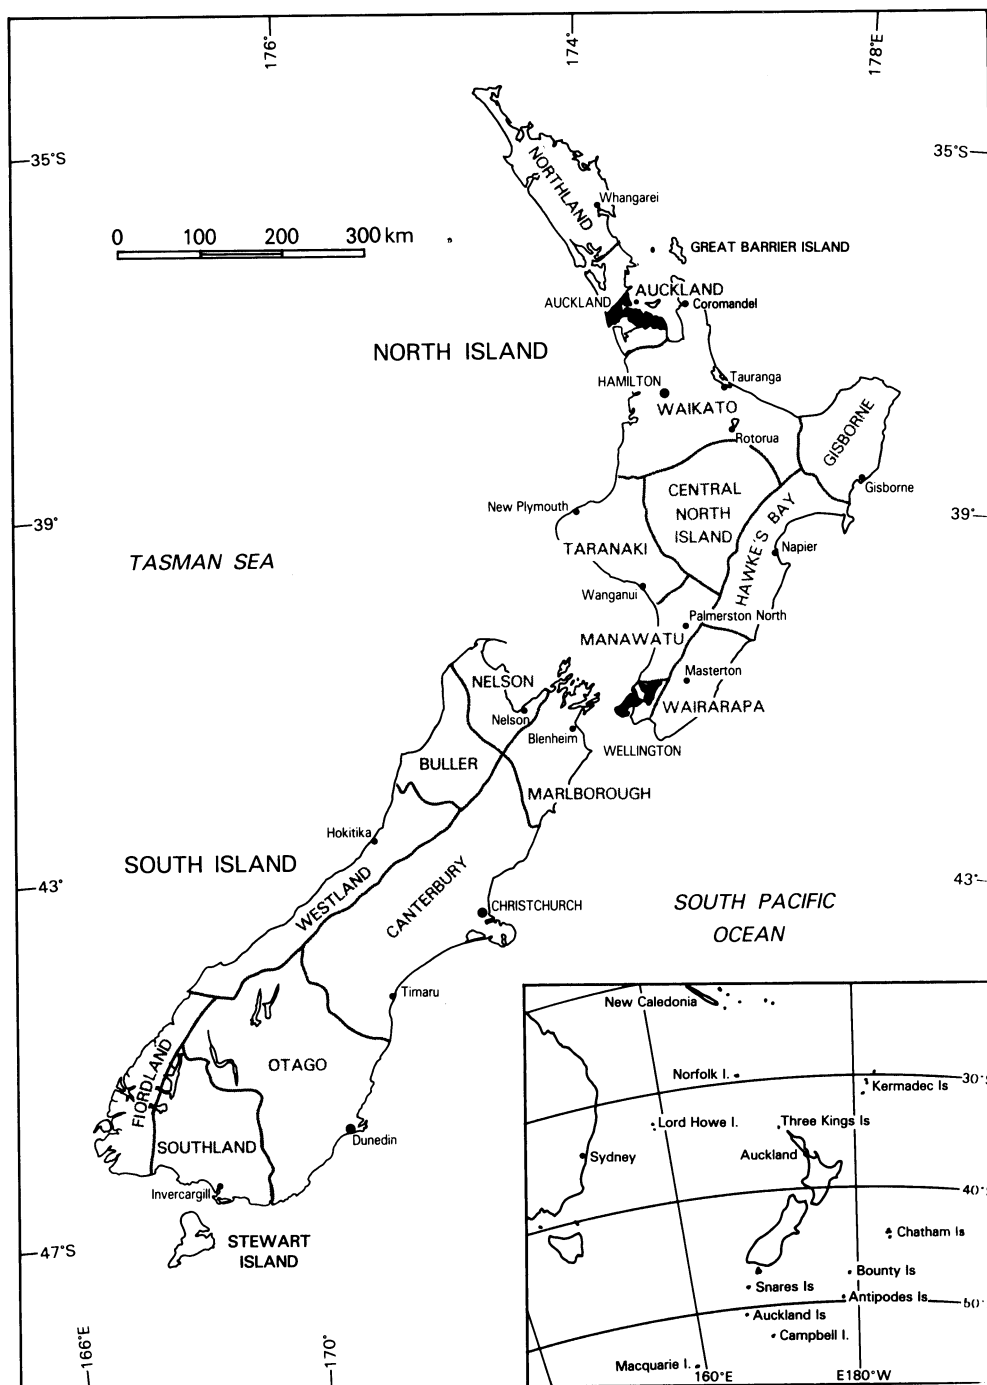 176°
174°
178°E
35°S
35°S
NORTHLAND
Whangarei
0 100 200 300 km
GREAT BARRIER ISLAND
AUCKLAND
AUCKLAND
Coromandel
NORTH ISLAND
HAMILTON
Tauranga
WAIKATO
Rotorua
GISBORNE
Gisborne
CENTRAL
NORTH
ISLAND
New Plymouth
39°
39°
HAWKE'S BAY
Napier
TARANAKI
TASMAN SEA
Wanganui
Palmerston North
MANAWATU
Masterton
NELSON
WAIRARAPA
Nelson
Blenheim
WELLINGTON
BULLER
MARLBOROUGH
Hokitika
SOUTH ISLAND
43°
43°
WESTLAND
CANTERBURY
CHRISTCHURCH
SOUTH PACIFIC
OCEAN
Timaru
OTAGO
FIORDLAND
Dunedin
SOUTHLAND
Invercargill
STEWART
ISLAND
47°S
166°E
170°
New Caledonia
Norfolk I.
30°S
Kermadec Is
Lord Howe I.
Three Kings Is
Sydney
Auckland
40°S
Chatham Is
Bounty Is
Snares Is
Antipodes Is
50°
Auckland Is
Campbell I.
Macquarie I.
160°E
E180°W